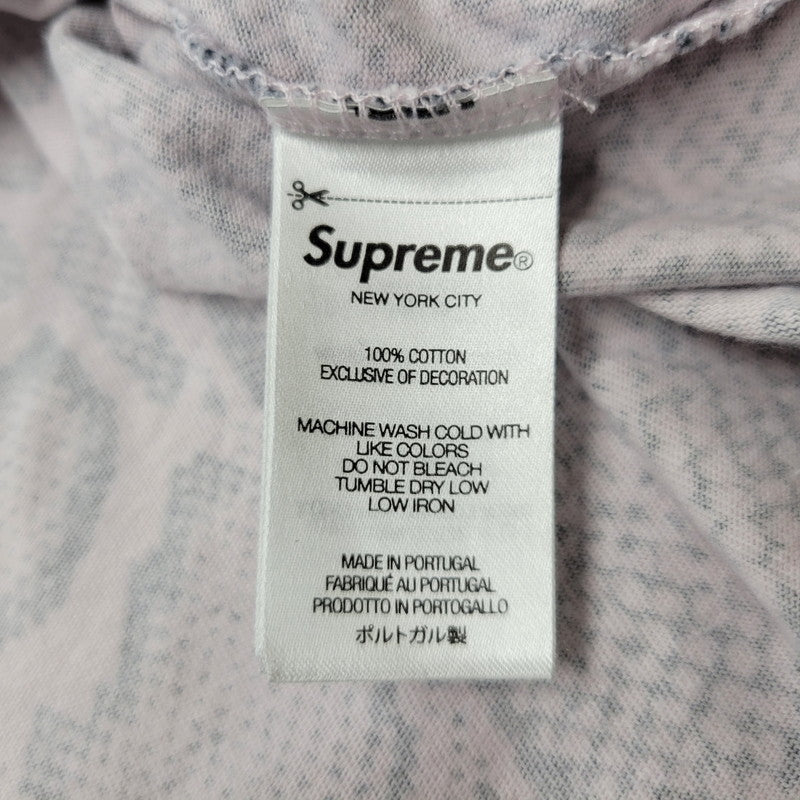 Supreme®
NEW YORK CITY
100% COTTON
EXCLUSIVE OF DECORATION
MACHINE WASH COLD WITH
LIKE COLORS
DO NOT BLEACH
TUMBLE DRY LOW
LOW IRON
MADE IN PORTUGAL
FABRIQUÉ AU PORTUGAL
PRODOTTO IN PORTOGALLO
ポルトガル製